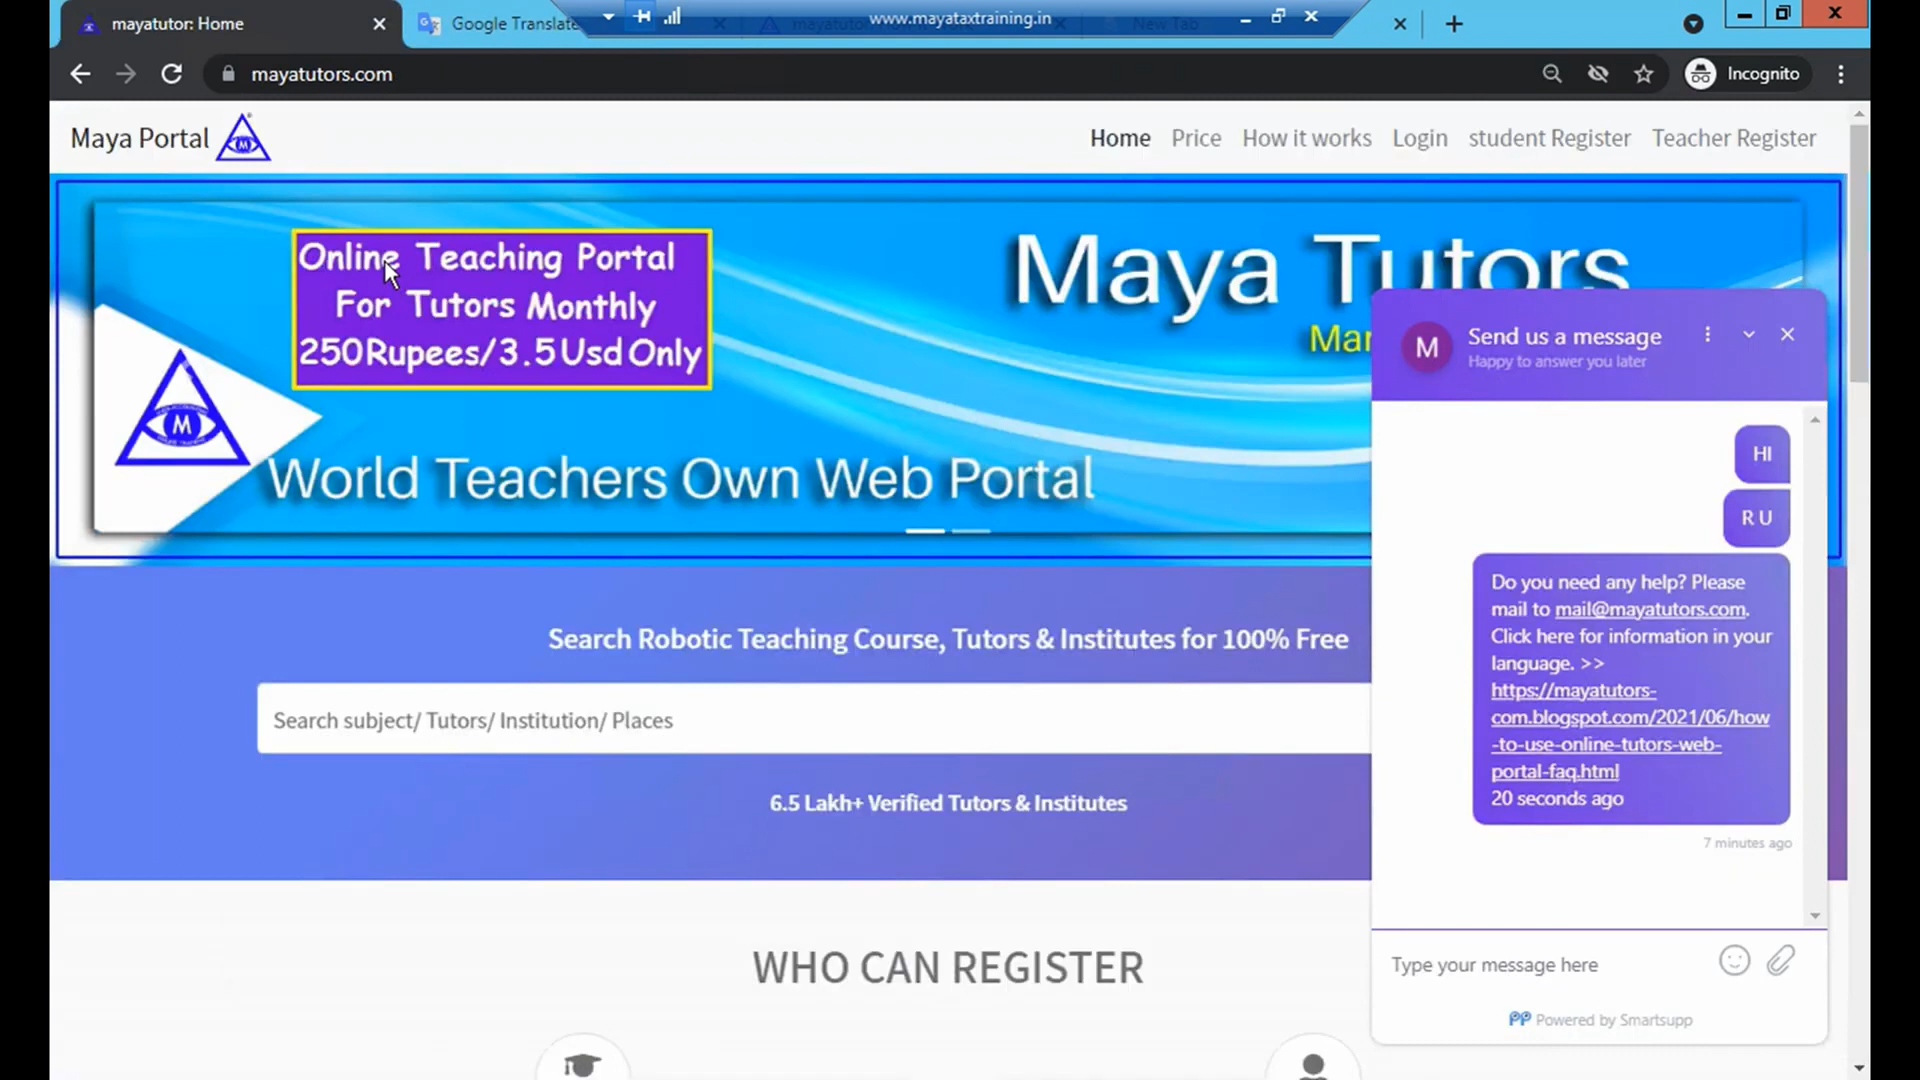 mayatutor: Home
Google Translate
www.mayataxtraining.in
New Tab
mayatutors.com
Incognito
Maya Portal
M
Home Price How it works Login student Register Teacher Register
Online Teaching Portal
For Tutors Monthly
250Rupees/3.5Usd Only
Maya Tutors
M
World Teachers Own Web Portal
Search Robotic Teaching Course, Tutors & Institutes for 100% Free
Search subject/ Tutors/ Institution/ Places
6.5 Lakh+ Verified Tutors & Institutes
WHO CAN REGISTER
M
Send us a message
Happy to answer you later
HI
R U
Do you need any help? Please
mail to mail@mayatutors.com.
Click here for information in your
language. >>
https://mayatutors-
com.blogspot.com/2021/06/how
-to-use-online-tutors-web-
portal-faq.html
20 seconds ago
7 minutes ago
Type your message here
Powered by Smartsupp